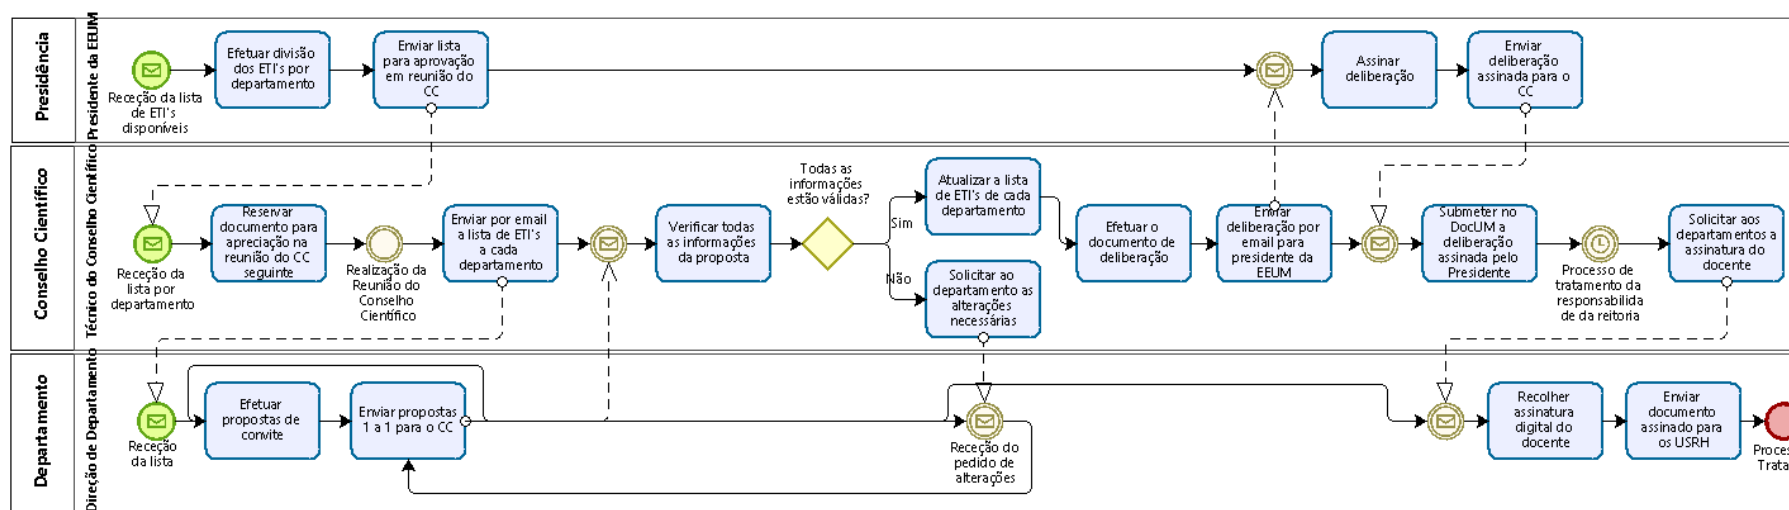 Presidência
Presidente da EEUM
Receção da lista
de ETI's
disponíveis
Efetuar divisão
dos ETI's por
departamento
Enviar lista
para aprovação
em reunião do
CC
Assinar
deliberação
Enviar
deliberação
assinada para o
CC
Conselho Científico
Técnico do Conselho Científico
Receção da
lista por
departamento
Reservar
documento para
apreciação na
reunião do CC
seguinte
Realização da
Reunião do
Conselho
Científico
Enviar por email
a lista de ETI's
a cada
departamento
Verificar todas
as informações
da proposta
Todas as
informações
estão válidas?
Sim
Não
Atualizar a lista
de ETI's de cada
departamento
Solicitar ao
departamento as
alterações
necessárias
Efetuar o
documento de
deliberação
Enviar
deliberação por
email para
presidente da
EEUM
Submeter no
DocUM a
deliberação
assinada pelo
Presidente
Processo de
tratamento da
responsabilida
de da reitoria
Solicitar aos
departamentos a
assinatura do
docente
Departamento
Direção de Departamento
Receção
da lista
Efetuar
propostas de
convite
Enviar propostas
1 a 1 para o CC
Receção do
pedido de
alterações
Recolher
assinatura
digital do
docente
Enviar
documento
assinado para
os USRH
Proces
Trata